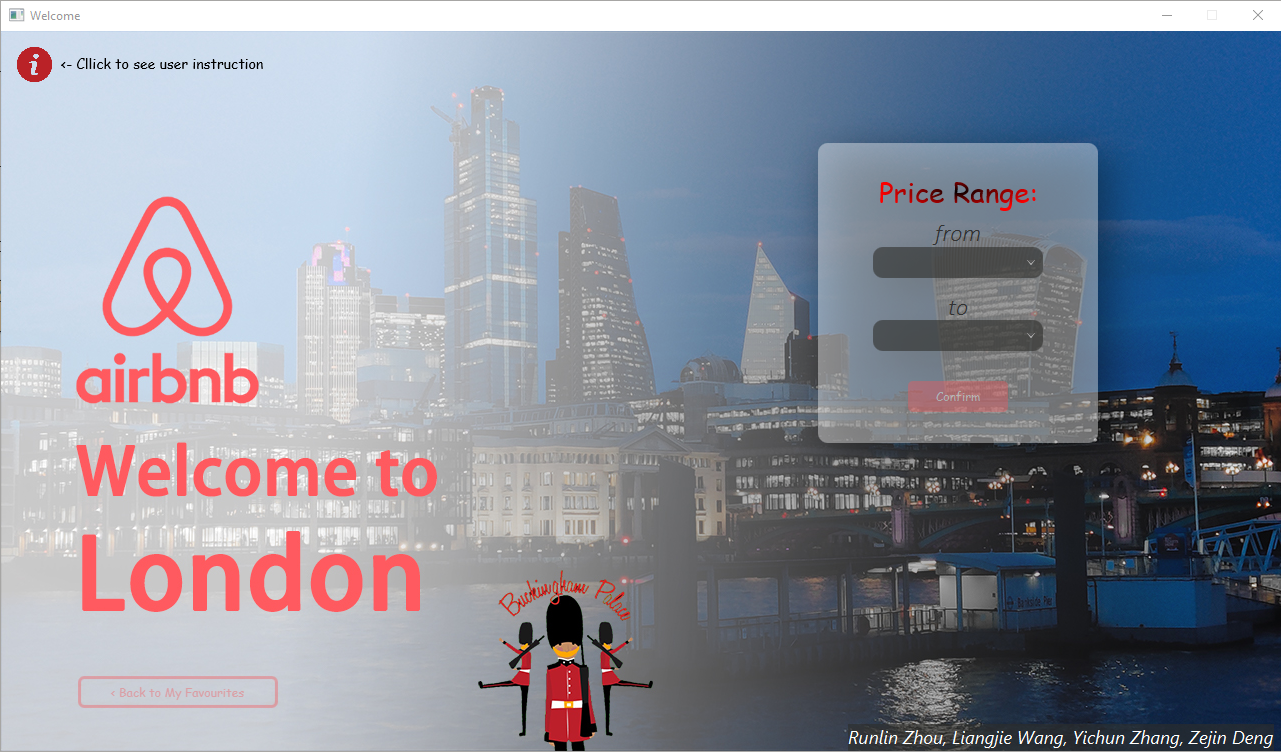 Welcome
i
<- Cllick to see user instruction
Price Range:
from
to
Confirm
airbnb
Welcome to
London
Buckingham Palace
< Back to My Favourites
Runlin Zhou, Liangjie Wang, Yichun Zhang, Zejin Deng